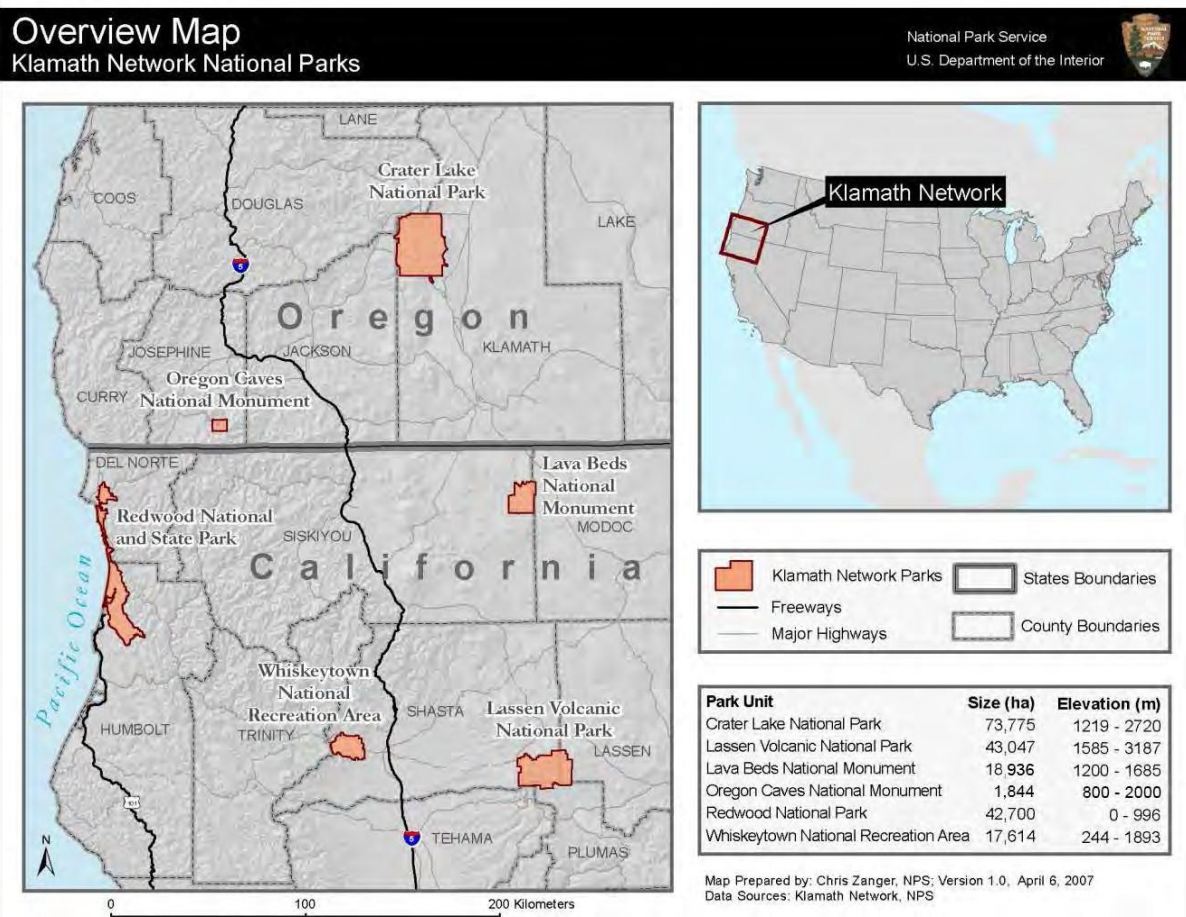 Overview Map
Klamath Network National Parks
National Park Service
U.S. Department of the Interior
NATIONAL
PARK
SERVICE
LANE
Crater Lake
National Park
COOS
DOUGLAS
LAKE
5
Oregon
JOSEPHINE
JACKSON
KLAMATH
Oregon Caves
National Monument
CURRY
DEL NORTE
Lava Beds
National
Monument
MODOC
Redwood National
and State Park
SISKIYOU
California
Pacific Ocean
Whiskeytown
National
Recreation Area
SHASTA
Lassen Volcanic
National Park
HUMBOLT
TRINITY
LASSEN
101
5
TEHAMA
PLUMAS
N
0 100 200 Kilometers
Klamath Network
Klamath Network Parks
States Boundaries
Freeways
Major Highways
County Boundaries
Park Unit Size (ha) Elevation (m)
Crater Lake National Park 73,775 1219 - 2720
Lassen Volcanic National Park 43,047 1585 - 3187
Lava Beds National Monument 18,936 1200 - 1685
Oregon Caves National Monument 1,844 800 - 2000
Redwood National Park 42,700 0 - 996
Whiskeytown National Recreation Area 17,614 244 - 1893
Map Prepared by: Chris Zanger, NPS; Version 1.0, April 6, 2007
Data Sources: Klamath Network, NPS